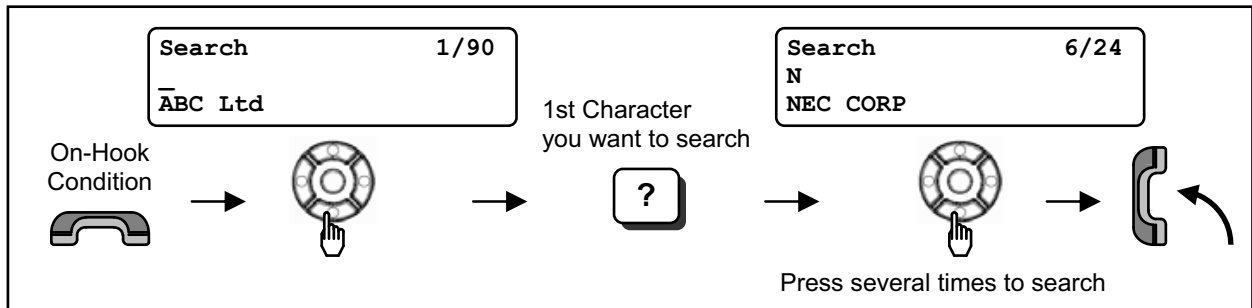 Search 1/90
_
ABC Ltd
Search 6/24
N
NEC CORP
On-Hook
Condition
1st Character
you want to search
?
Press several times to search